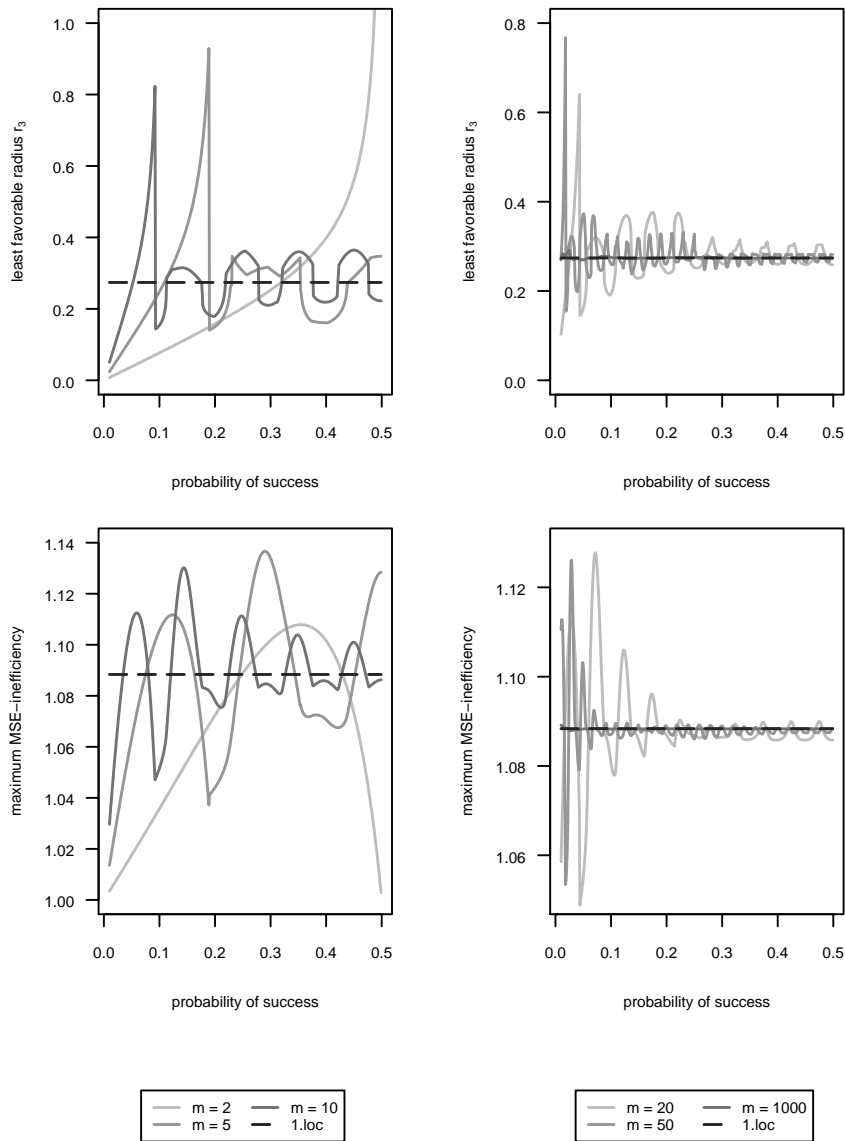 1.0
0.8
0.6
0.4
0.2
0.0
least favorable radius r3
0.0 0.1 0.2 0.3 0.4 0.5
probability of success
0.8
0.6
0.4
0.2
0.0
least favorable radius r3
0.0 0.1 0.2 0.3 0.4 0.5
probability of success
1.14
1.12
1.10
1.08
1.06
1.04
1.02
1.00
maximum MSE−inefficiency
0.0 0.1 0.2 0.3 0.4 0.5
probability of success
1.12
1.10
1.08
1.06
maximum MSE−inefficiency
0.0 0.1 0.2 0.3 0.4 0.5
probability of success
m = 2 m = 10
m = 5 1.loc
m = 20 m = 1000
m = 50 1.loc